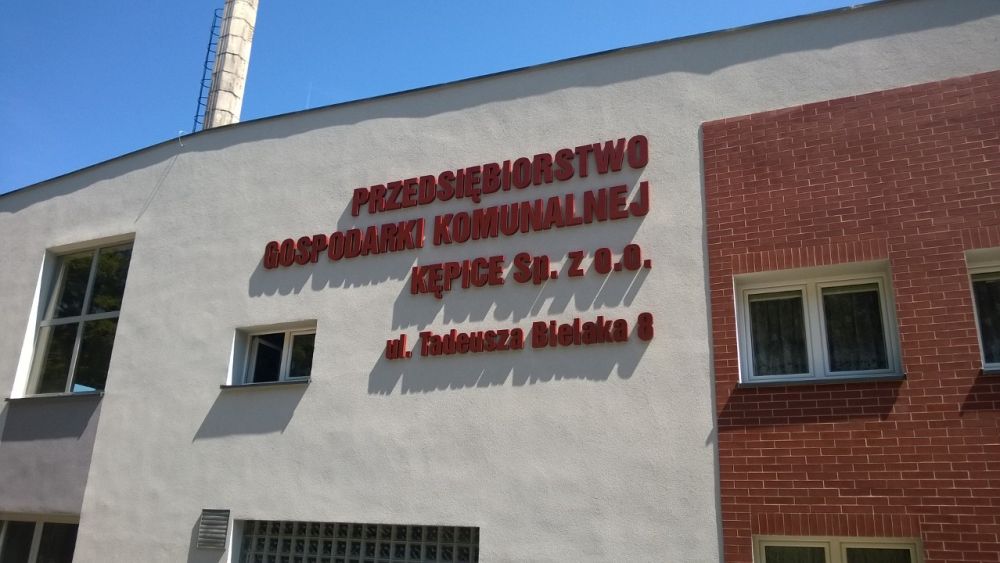 PRZEDSIĘBIORSTWO
GOSPODARKI KOMUNALNEJ
KĘPICE Sp. z o.o.
ul. Tadeusza Bielaka 8